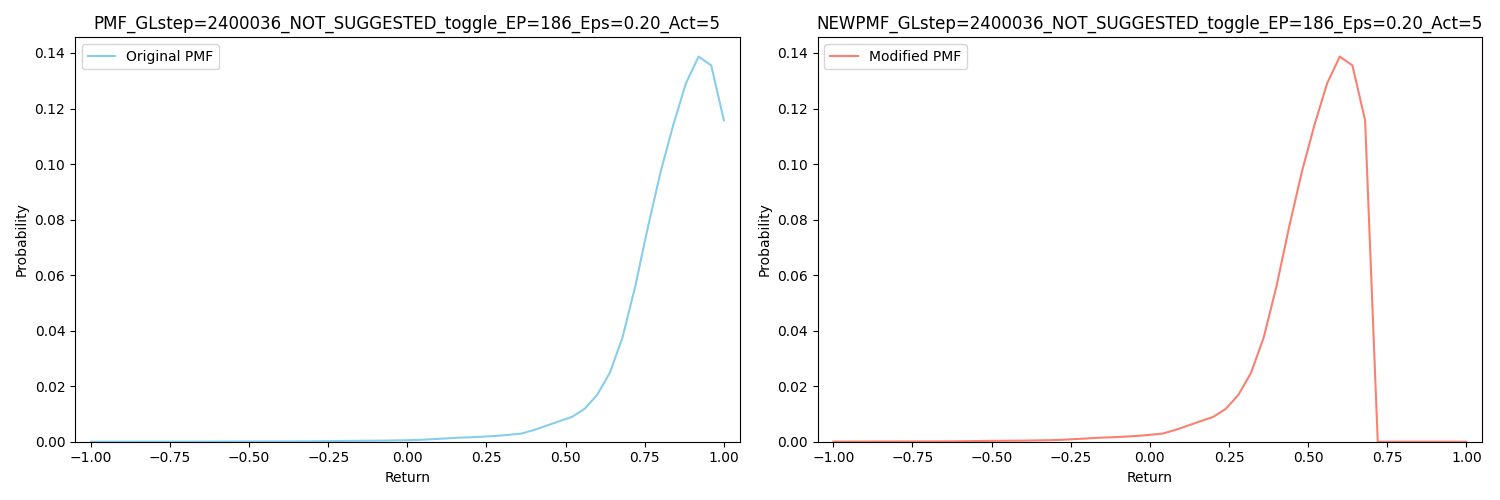 PMF_GLstep=2400036_NOT_SUGGESTED_toggle_EP=186_Eps=0.20_Act=5
Original PMF
Probability
0.14
0.12
0.10
0.08
0.06
0.04
0.02
0.00
−1.00 −0.75 −0.50 −0.25 0.00 0.25 0.50 0.75 1.00
Return
NEWPMF_GLstep=2400036_NOT_SUGGESTED_toggle_EP=186_Eps=0.20_Act=5
Modified PMF
Probability
0.14
0.12
0.10
0.08
0.06
0.04
0.02
0.00
−1.00 −0.75 −0.50 −0.25 0.00 0.25 0.50 0.75 1.00
Return